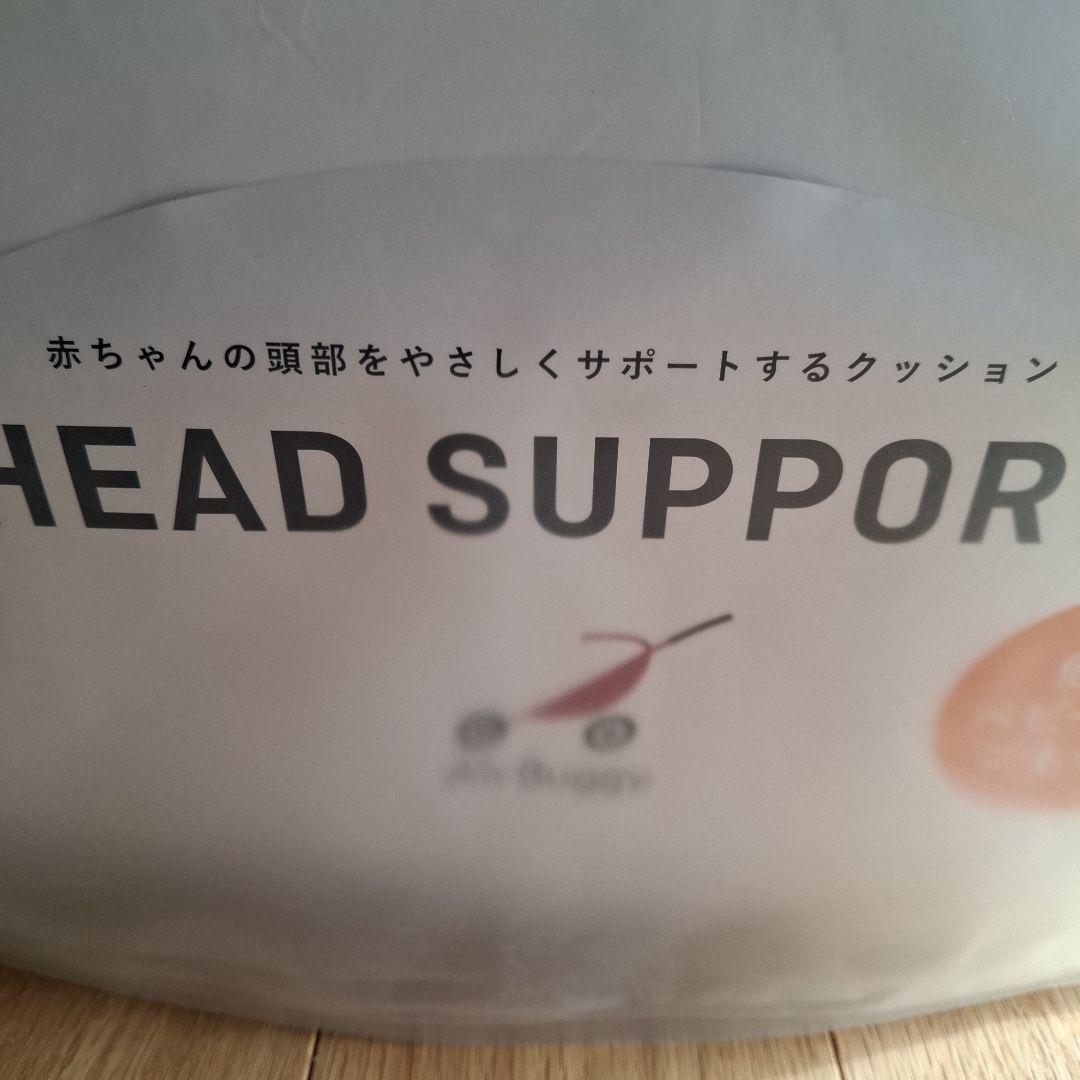 赤ちゃんの頭部をやさしくサポートするクッション
HEAD SUPPOR
AirBuggy